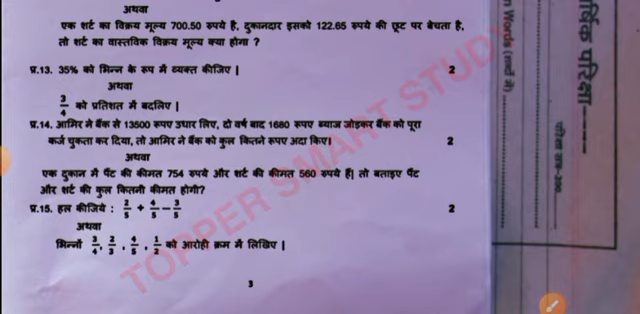 अथवा
एक शर्ट का विक्रय मूल्य 700.50 रुपये है, दुकानदार इसको 122.65 रुपये की छूट पर बेचता है,
तो शर्ट का वास्तविक विक्रय मूल्य क्या होगा ?
प्र.13. 35% को भिन्न के रूप में व्यक्त कीजिए | 2
अथवा
3/4 को प्रतिशत में बदलिए |
प्र.14. आमिर ने बैंक से 13500 रूपए उधार लिए, दो वर्ष बाद 1680 रूपए ब्याज जोड़कर बैंक को पूरा
कर्ज चुकता कर दिया, तो आमिर ने बैंक को कुल कितने रूपए अदा किए। 2
अथवा
एक दुकान में पैंट की कीमत 754 रुपये और शर्ट की कीमत 560 रुपये हैं। तो बताइए पैंट
और शर्ट की कुल कितनी कीमत होगी?
प्र.15. हल कीजिये : 2/5 + 4/5 − 3/5 2
अथवा
भिन्नों 3/4, 2/3, 4/5, 1/2 को आरोही क्रम में लिखिए |
3
TOPPER SMART STUDY
n Words (शब्दों में)
र्षिक परिक्षा